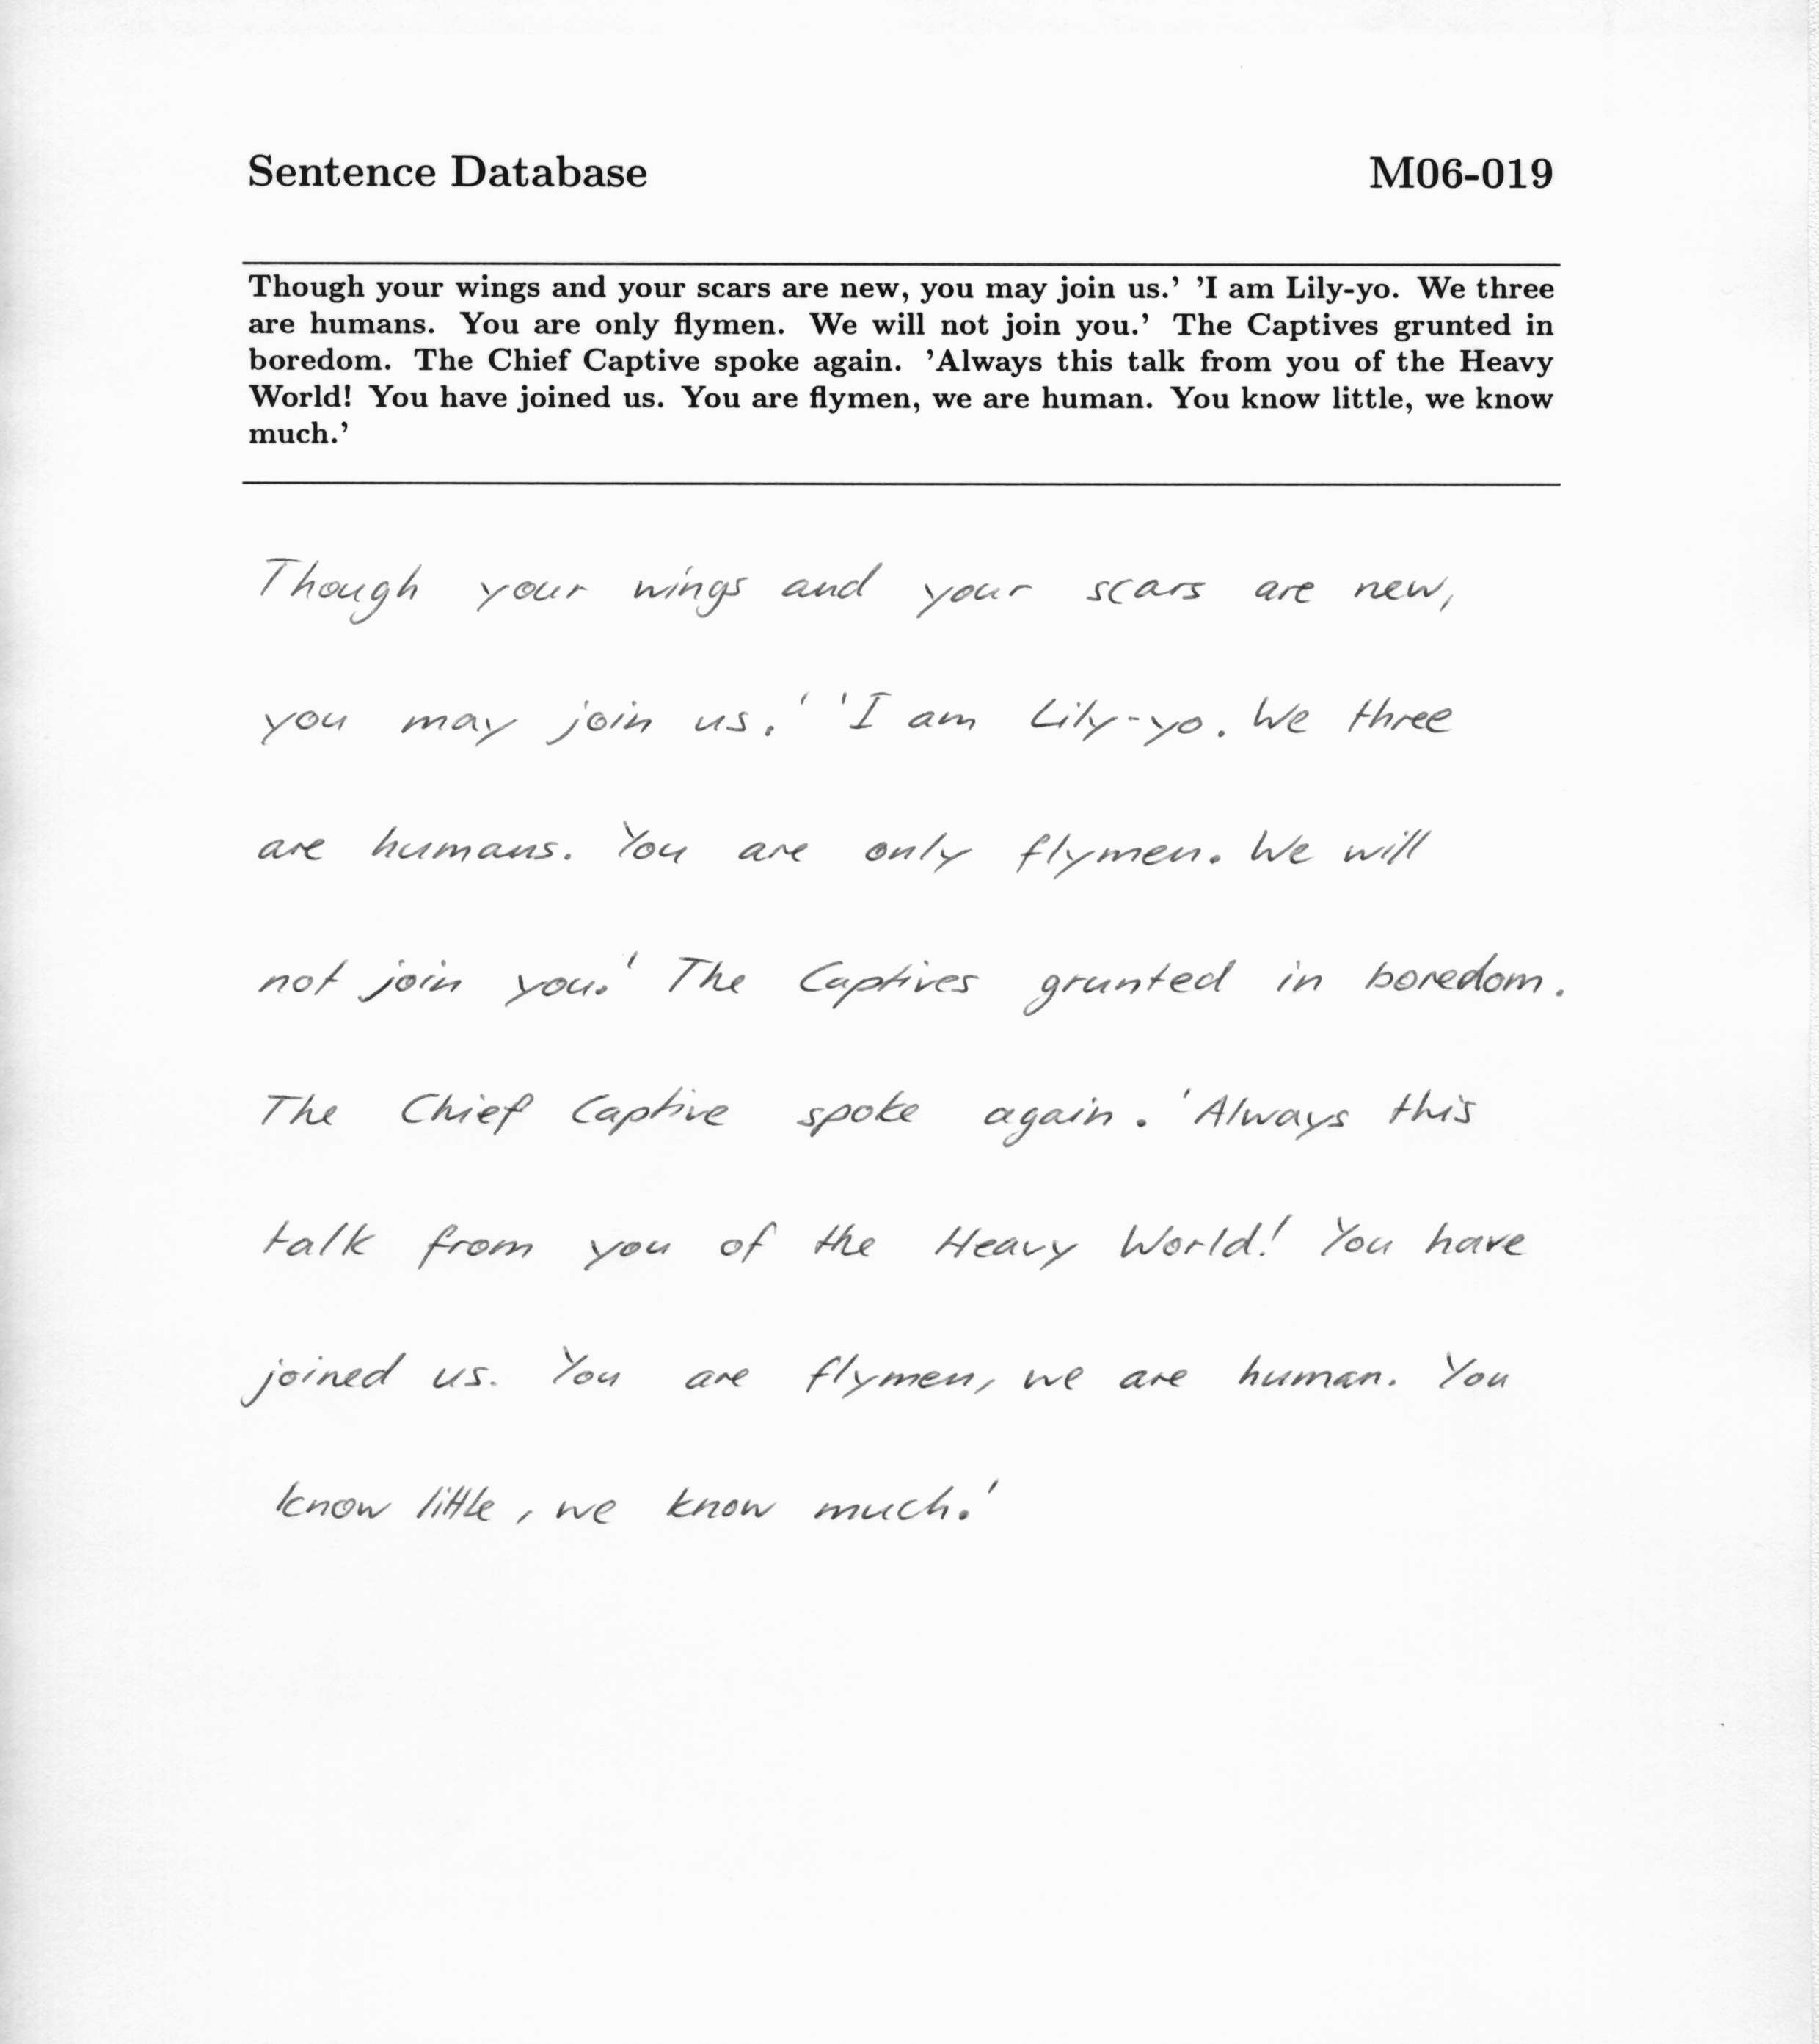 Sentence Database M06-019
Though your wings and your scars are new, you may join us.’ ’I am Lily-yo. We three
are humans. You are only flymen. We will not join you.’ The Captives grunted in
boredom. The Chief Captive spoke again. ’Always this talk from you of the Heavy
World! You have joined us. You are flymen, we are human. You know little, we know
much.’
Though your wings and your scars are new,
you may join us.' 'I am Lily-yo. We three
are humans. You are only flymen. We will
not join you.' The Captives grunted in boredom.
The Chief Captive spoke again. 'Always this
talk from you of the Heavy World! You have
joined us. You are flymen, we are human. You
know little, we know much.'